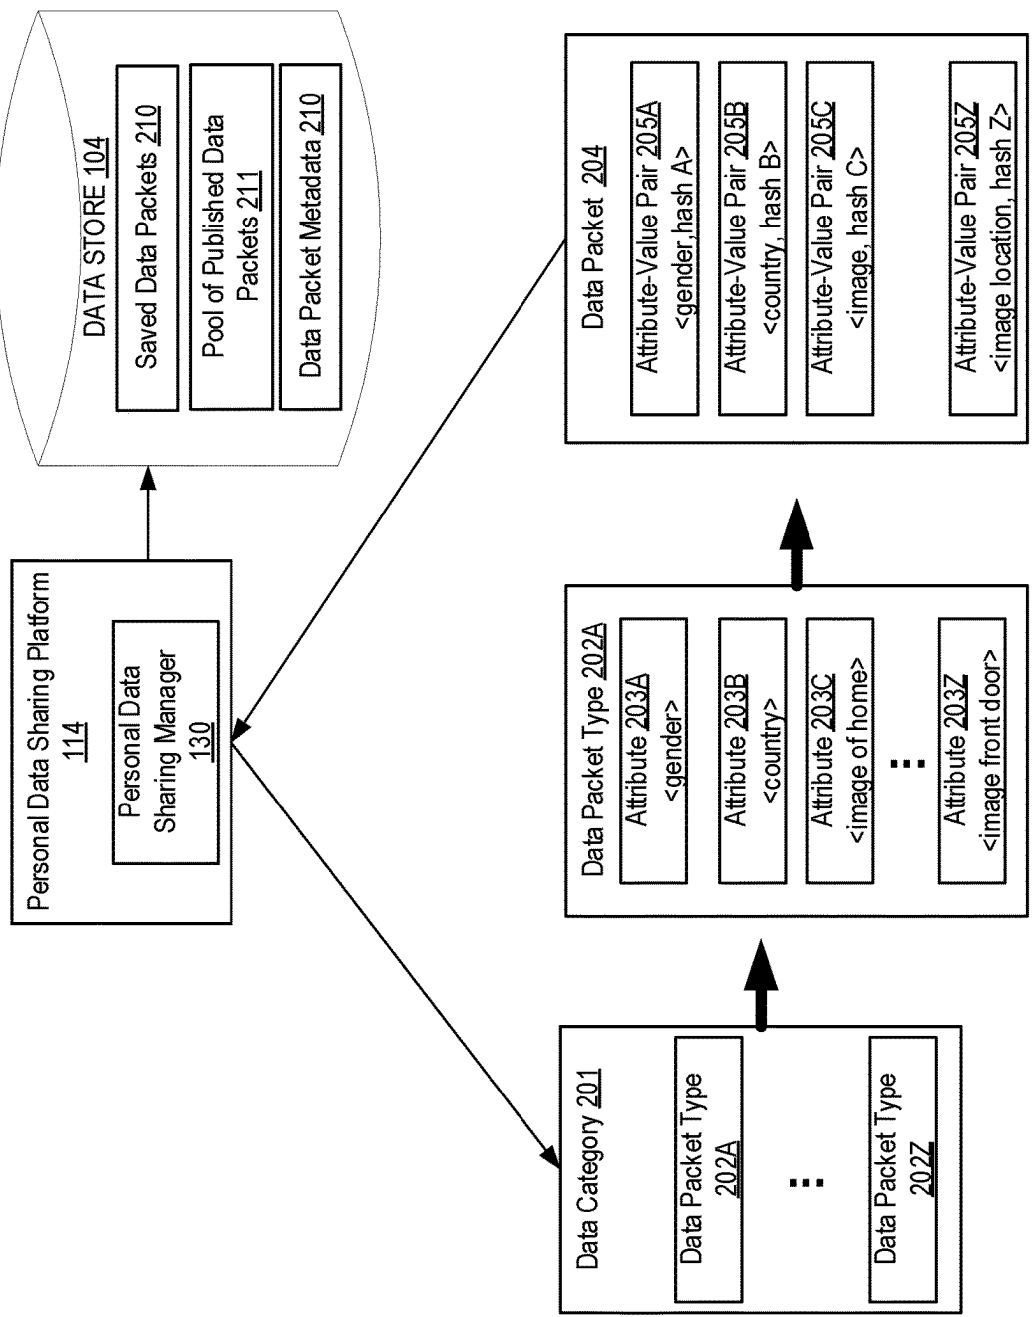 Personal Data Sharing Platform
114
Personal Data
Sharing Manager
130
DATA STORE 104
Saved Data Packets 210
Pool of Published Data
Packets 211
Data Packet Metadata 210
Data Category 201
Data Packet Type
202A
...
Data Packet Type
202Z
Data Packet Type 202A
Attribute 203A
<gender>
Attribute 203B
<country>
Attribute 203C
<image of home>
...
Attribute 203Z
<image front door>
Data Packet 204
Attribute-Value Pair 205A
<gender,hash A>
Attribute-Value Pair 205B
<country, hash B>
Attribute-Value Pair 205C
<image, hash C>
Attribute-Value Pair 205Z
<image location, hash Z>